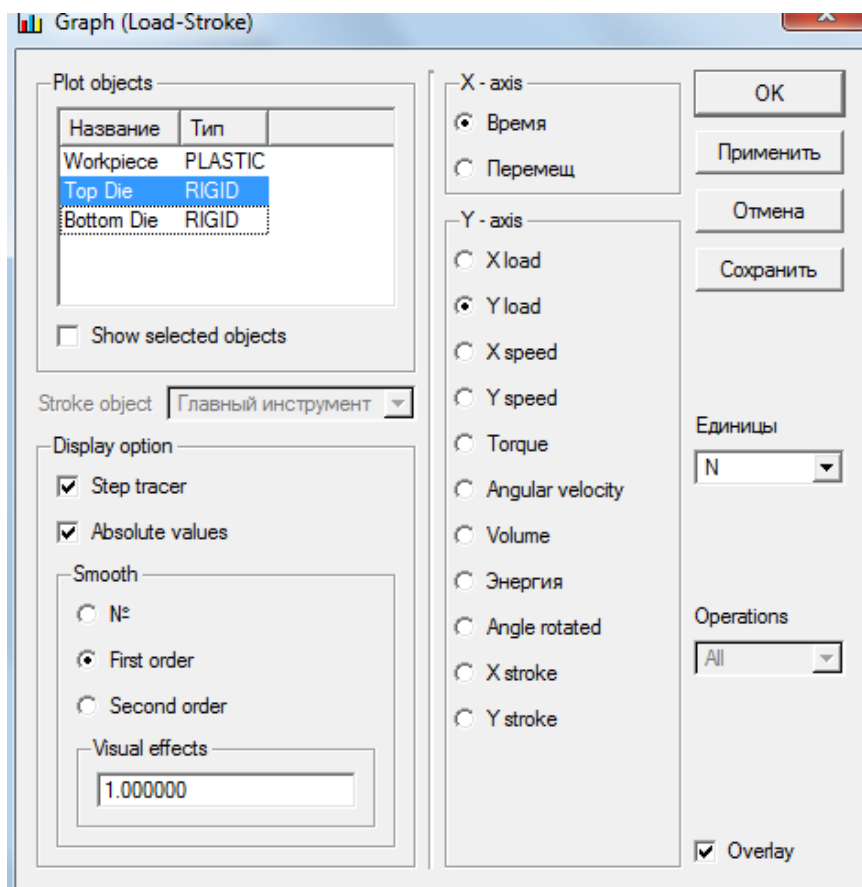 Graph (Load-Stroke)
Plot objects
Название Тип
Workpiece PLASTIC
Top Die RIGID
Bottom Die RIGID
Show selected objects
Stroke object Главный инструмент
Display option
Step tracer
Absolute values
Smooth
№
First order
Second order
Visual effects
1.000000
X - axis
Время
Перемещ
Y - axis
X load
Y load
X speed
Y speed
Torque
Angular velocity
Volume
Энергия
Angle rotated
X stroke
Y stroke
OK
Применить
Отмена
Сохранить
Единицы
N
Operations
All
Overlay